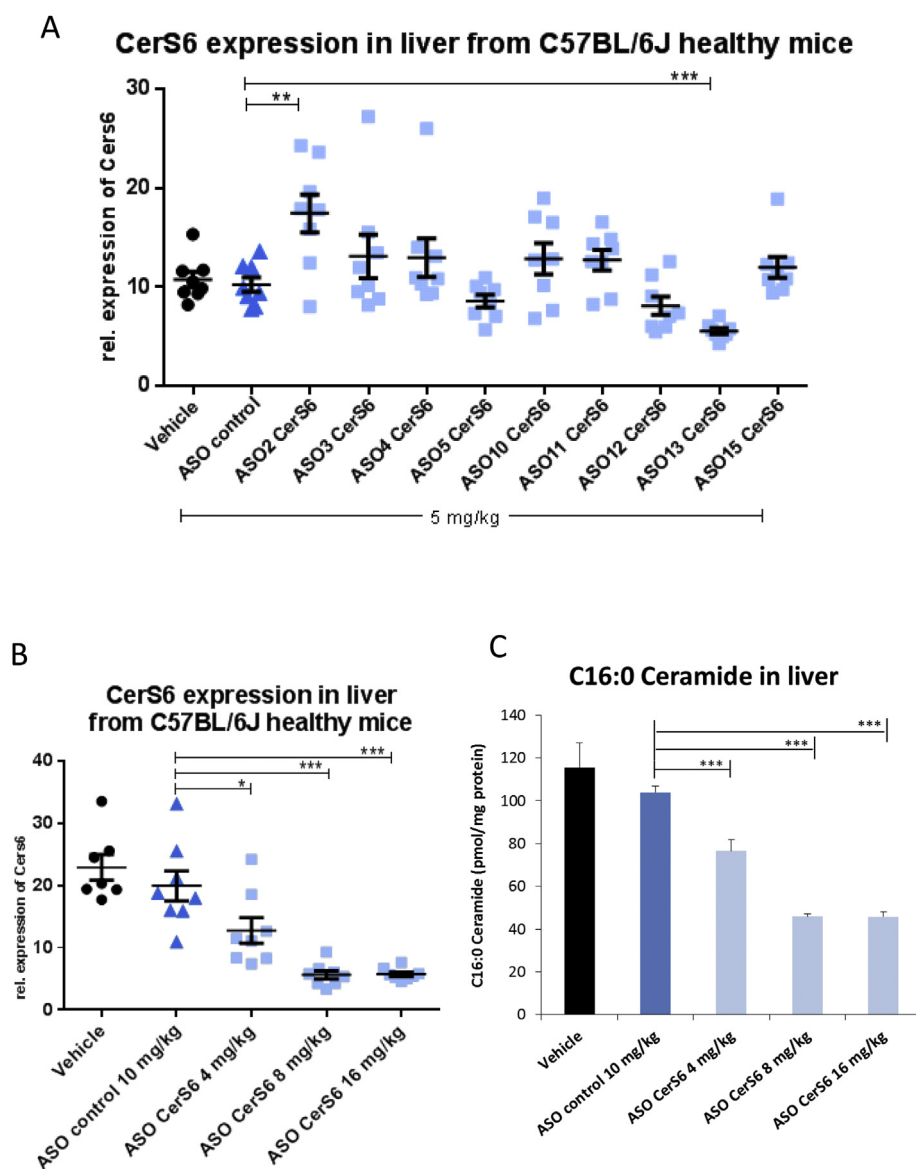 A
CerS6 expression in liver from C57BL/6J healthy mice
rel. expression of Cers6
30
20
10
0
**
***
Vehicle
ASO control
ASO2 CerS6
ASO3 CerS6
ASO4 CerS6
ASO5 CerS6
ASO10 CerS6
ASO11 CerS6
ASO12 CerS6
ASO13 CerS6
ASO15 CerS6
5 mg/kg
B
CerS6 expression in liver
from C57BL/6J healthy mice
rel. expression of Cers6
40
30
20
10
0
***
***
*
Vehicle
ASO control 10 mg/kg
ASO CerS6 4 mg/kg
ASO CerS6 8 mg/kg
ASO CerS6 16 mg/kg
C
C16:0 Ceramide in liver
C16:0 Ceramide (pmol/mg protein)
140
120
100
80
60
40
20
0
***
***
***
Vehicle
ASO control 10 mg/kg
ASO CerS6 4 mg/kg
ASO CerS6 8 mg/kg
ASO CerS6 16 mg/kg